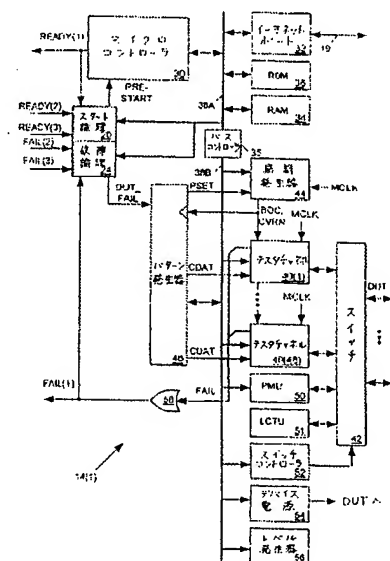 READY(1)
マイクロ
コントローラ
30
PRE-
START
READY(2)
READY(3)
FAIL(2)
FAIL(3)
スタート
論理
20
故障
論理
24
DUT_
FAIL
38A
バス
コントローラ
35
38B
PSET
イーサネット
ポート
32
19
ROM
RAM
34
周期
発生器
44
MCLK
MCLK
パターン
発生器
46
CDAT
テスタチャネル
40(1)
MCLK
CDAT
テスタチャネル
40(48)
スイッチ
42
DUT
FAIL(1)
58
FAIL
PMU
50
LCTU
51
スイッチ
コントローラ
52
デバイス
電源
54
DUT へ
レベル
発生器
56
14(1)